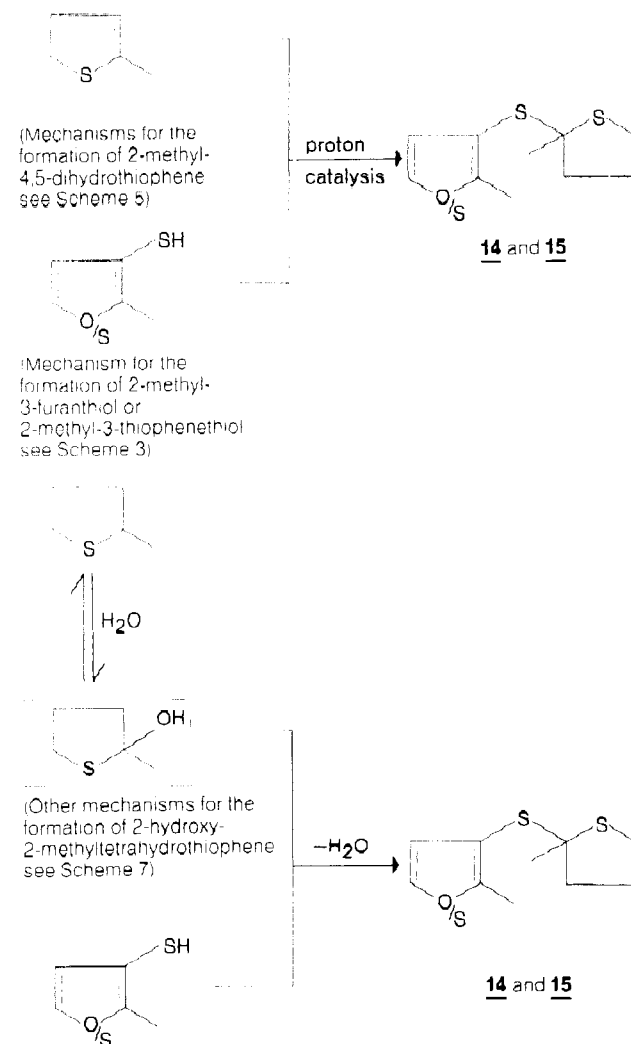 S
(Mechanisms for the
formation of 2-methyl-
4,5-dihydrothiophene
see Scheme 5)
SH
O/S
(Mechanism for the
formation of 2-methyl-
3-furanthiol or
2-methyl-3-thiophenethiol
see Scheme 3)
proton
catalysis
S
S
O/S
14 and 15
S
H2O
OH
S
(Other mechanisms for the
formation of 2-hydroxy-
2-methyltetrahydrothiophene
see Scheme 7)
SH
O/S
–H2O
S
S
O/S
14 and 15